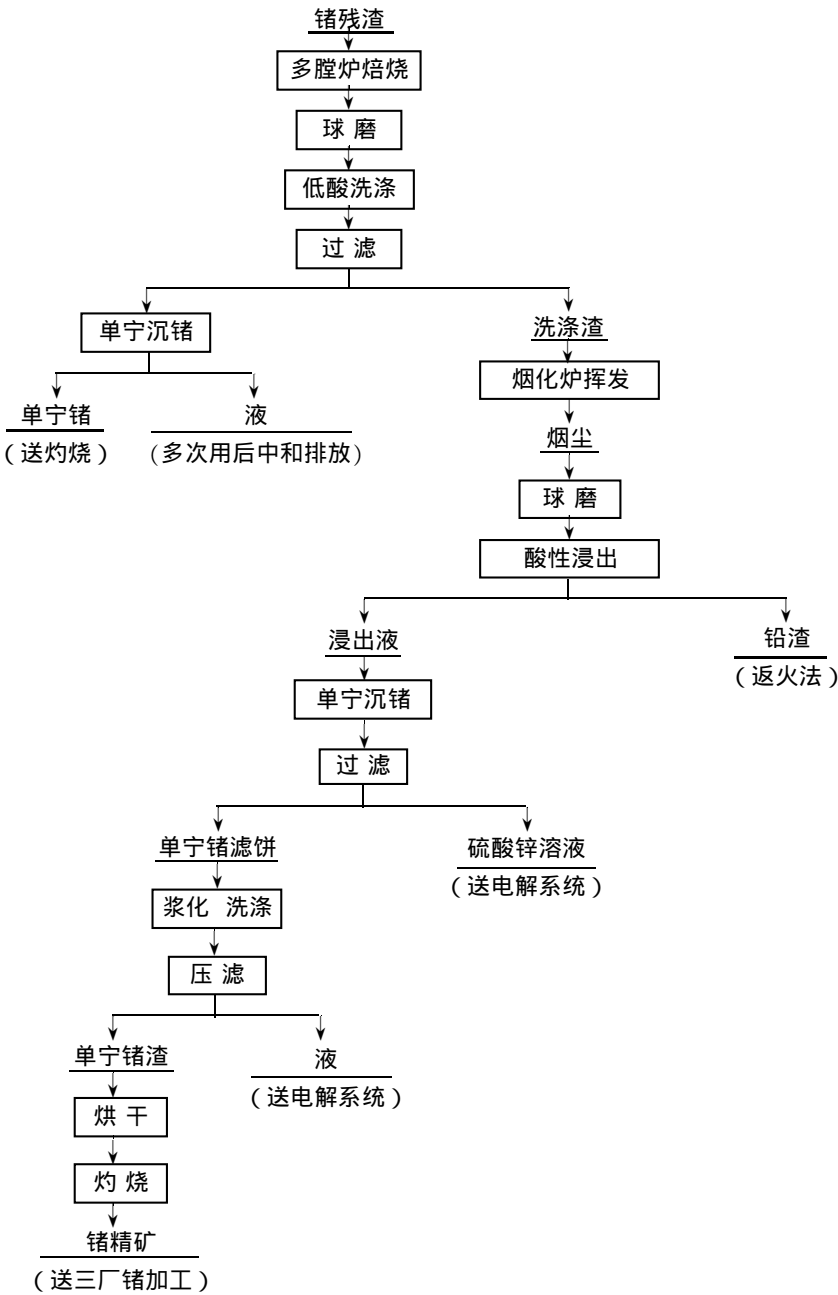 锗残渣
多膛炉焙烧
球 磨
低酸洗涤
过 滤
单宁沉锗
洗涤渣
烟化炉挥发
单宁锗
(送灼烧)
液
(多次用后中和排放)
烟尘
球 磨
酸性浸出
浸出液
铅渣
(返火法)
单宁沉锗
过 滤
单宁锗滤饼
硫酸锌溶液
(送电解系统)
浆化 洗涤
压 滤
单宁锗渣
液
(送电解系统)
烘 干
灼 烧
锗精矿
(送三厂锗加工)